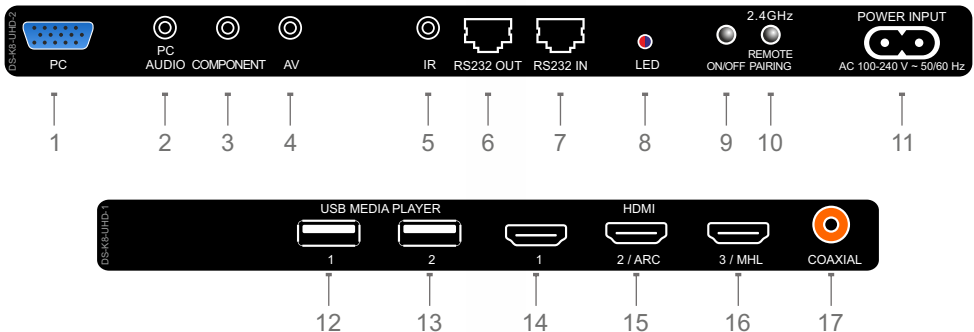 DS-K8-UHD-2
PC
PC
AUDIO
COMPONENT
AV
IR
RS232 OUT
RS232 IN
LED
ON/OFF
2.4GHz
REMOTE
PAIRING
POWER INPUT
AC 100-240 V ~ 50/60 Hz
1 2 3 4 5 6 7 8 9 10 11
DS-K8-UHD-1
USB MEDIA PLAYER
HDMI
1 2 1 2 / ARC 3 / MHL COAXIAL
12 13 14 15 16 17